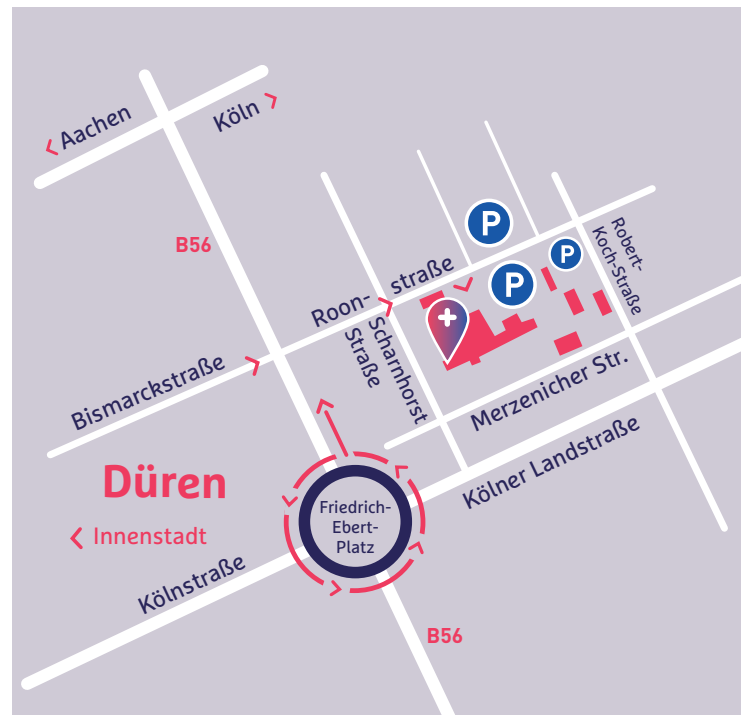 Aachen
Köln
B56
P
Robert-
Koch-Straße
P
P
Roon-
straße
Scharnhorst
Straße
Bismarckstraße
Merzenicher Str.
Kölner Landstraße
Düren
Innenstadt
Friedrich-
Ebert-
Platz
Kölnstraße
B56